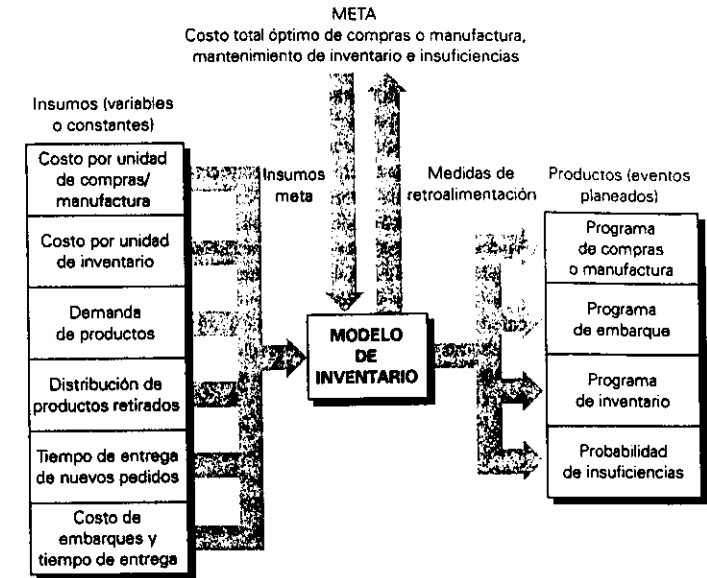 META
Costo total óptimo de compras o manufactura,
mantenimiento de inventario e insuficiencias
Insumos (variables
o constantes)
Costo por unidad
de compras/
manufactura
Costo por unidad
de inventario
Demanda
de productos
Distribución de
productos retirados
Tiempo de entrega
de nuevos pedidos
Costo de
embarques y
tiempo de entrega
Insumos
meta
MODELO
DE
INVENTARIO
Medidas de
retroalimentación
Productos (eventos
planeados)
Programa
de compras
o manufactura
Programa
de embarque
Programa
de inventario
Probabilidad
de insuficiencias